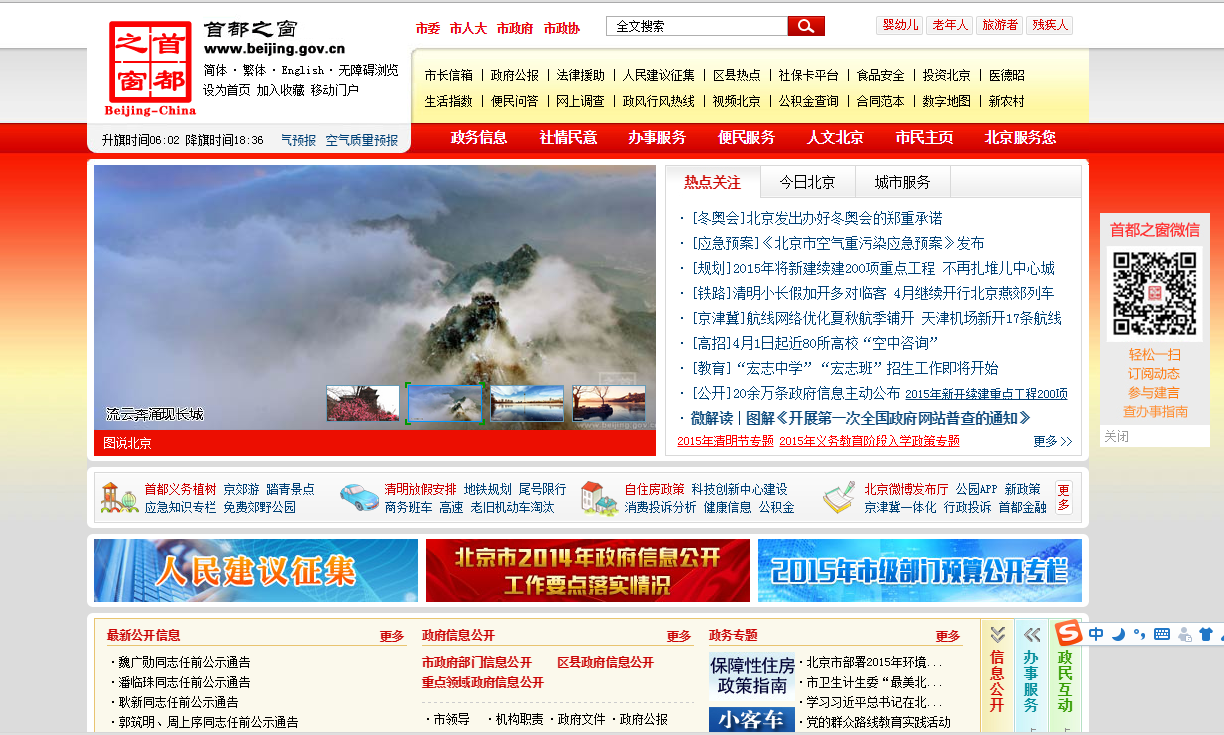 首都之窗
www.beijing.gov.cn
简体 · 繁体 · English · 无障碍浏览
设为首页 加入收藏 移动门户
Beijing-China
市委 市人大 市政府 市政协
全文搜索
婴幼儿 老年人 旅游者 残疾人
市长信箱 | 政府公报 | 法律援助 | 人民建议征集 | 区县热点 | 社保卡平台 | 食品安全 | 投资北京 | 医德昭
生活指数 | 便民问答 | 网上调查 | 政风行风热线 | 视频北京 | 公积金查询 | 合同范本 | 数字地图 | 新农村
升旗时间06:02 降旗时间18:36 气预报 空气质量预报
政务信息 社情民意 办事服务 便民服务 人文北京 市民主页 北京服务您
流云奔涌现长城
www.beijing.gov.c
图说北京
热点关注 今日北京 城市服务
· [冬奥会]北京发出办好冬奥会的郑重承诺
· [应急预案]《北京市空气重污染应急预案》发布
· [规划]2015年将新建续建200项重点工程 不再扎堆儿中心城
· [铁路]清明小长假加开多对临客 4月继续开行北京燕郊列车
· [京津冀]航线网络优化夏秋航季铺开 天津机场新开17条航线
· [高招]4月1日起近80所高校“空中咨询”
· [教育]“宏志中学”“宏志班”招生工作即将开始
· [公开]20余万条政府信息主动公布 2015年新开续建重点工程200项
· 微解读 | 图解《开展第一次全国政府网站普查的通知》
2015年清明节专题 2015年义务教育阶段入学政策专题 更多 >>
首都之窗微信
轻松一扫
订阅动态
参与建言
查办事指南
关闭
首都义务植树 京郊游 踏青景点
应急知识专栏 免费郊野公园
清明放假安排 地铁规划 尾号限行
商务班车 高速 老旧机动车淘汰
自住房政策 科技创新中心建设
消费投诉分析 健康信息 公积金
北京微博发布厅 公园APP 新政策
京津冀一体化 行政投诉 首都金融
更多
人民建议征集
北京市2014年政府信息公开
工作要点落实情况
2015年市级部门预算公开专栏
最新公开信息 更多
· 魏广勋同志任前公示通告
· 潘临珠同志任前公示通告
· 耿新同志任前公示通告
· 郭筑明、周上序同志任前公示通告
政府信息公开 更多
市政府部门信息公开 区县政府信息公开
重点领域政府信息公开
· 市领导 · 机构职责 · 政府文件 · 政府公报
政务专题 更多
保障性住房
政策指南
小客车
· 北京市部署2015年环境...
· 市卫生计生委“最美北...
· 学习习近平总书记在北...
· 党的群众路线教育实践活动
信息公开
办事服务
政民互动
中